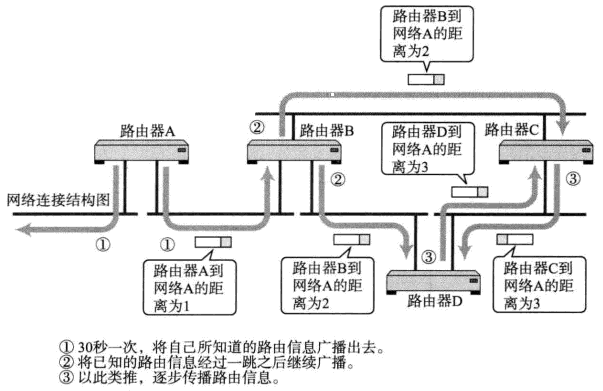 路由器B到
网络A的距
离为2
路由器A
②
路由器B
路由器D到
网络A的距
离为3
路由器C
②
③
网络连接结构图
①
①
路由器A到
网络A的距
离为1
路由器B到
网络A的距
离为2
③
路由器D
路由器C到
网络A的距
离为3
① 30秒一次，将自己所知道的路由信息广播出去。
② 将已知的路由信息经过一跳之后继续广播。
③ 以此类推，逐步传播路由信息。